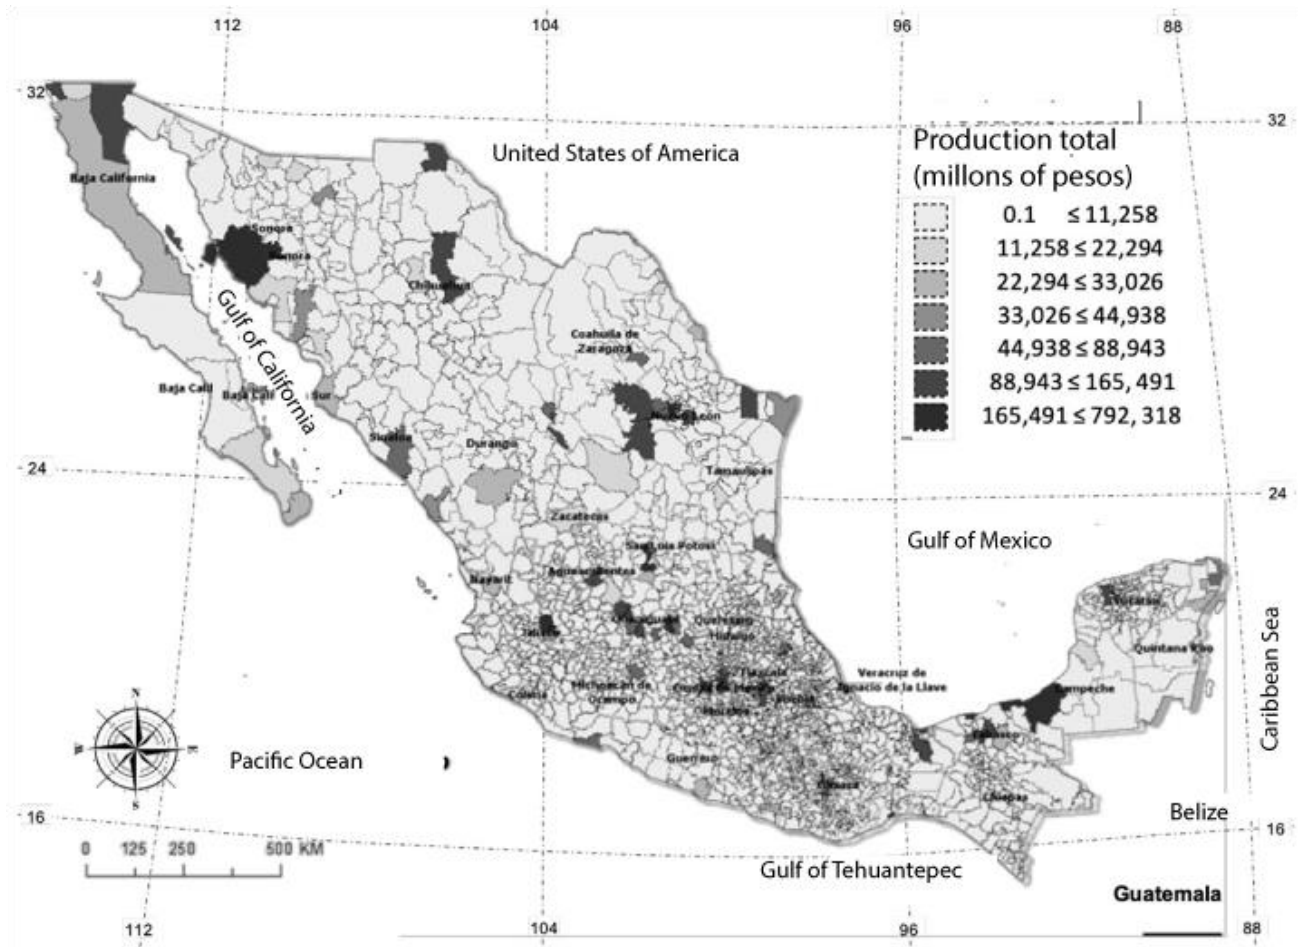 112
104
96
88
32
32
United States of America
Production total
(millons of pesos)
0.1 ≤ 11,258
11,258 ≤ 22,294
22,294 ≤ 33,026
33,026 ≤ 44,938
44,938 ≤ 88,943
88,943 ≤ 165, 491
165,491 ≤ 792, 318
Baja California
Sonora
Chihuahua
Gulf of California
Coahuila de
Zaragoza
Baja Cali
Baja Cali
Sur
Nuevo León
Sinaloa
Durango
Tamaulipas
24
24
Zacatecas
San Luis Potosí
Gulf of Mexico
Aguascalientes
Nayarit
Yucatán
Jalisco
Querétaro
Hidalgo
Quintana Roo
Caribbean Sea
Tlaxcala
Veracruz de
Ignacio de la Llave
Michoacán de
Ocampo
Colima
Campeche
Morelos
N
W
E
S
Tabasco
Guerrero
Pacific Ocean
Oaxaca
Chiapas
Belize
16
16
0 125 250 500 KM
Gulf of Tehuantepec
Guatemala
112
104
96
88